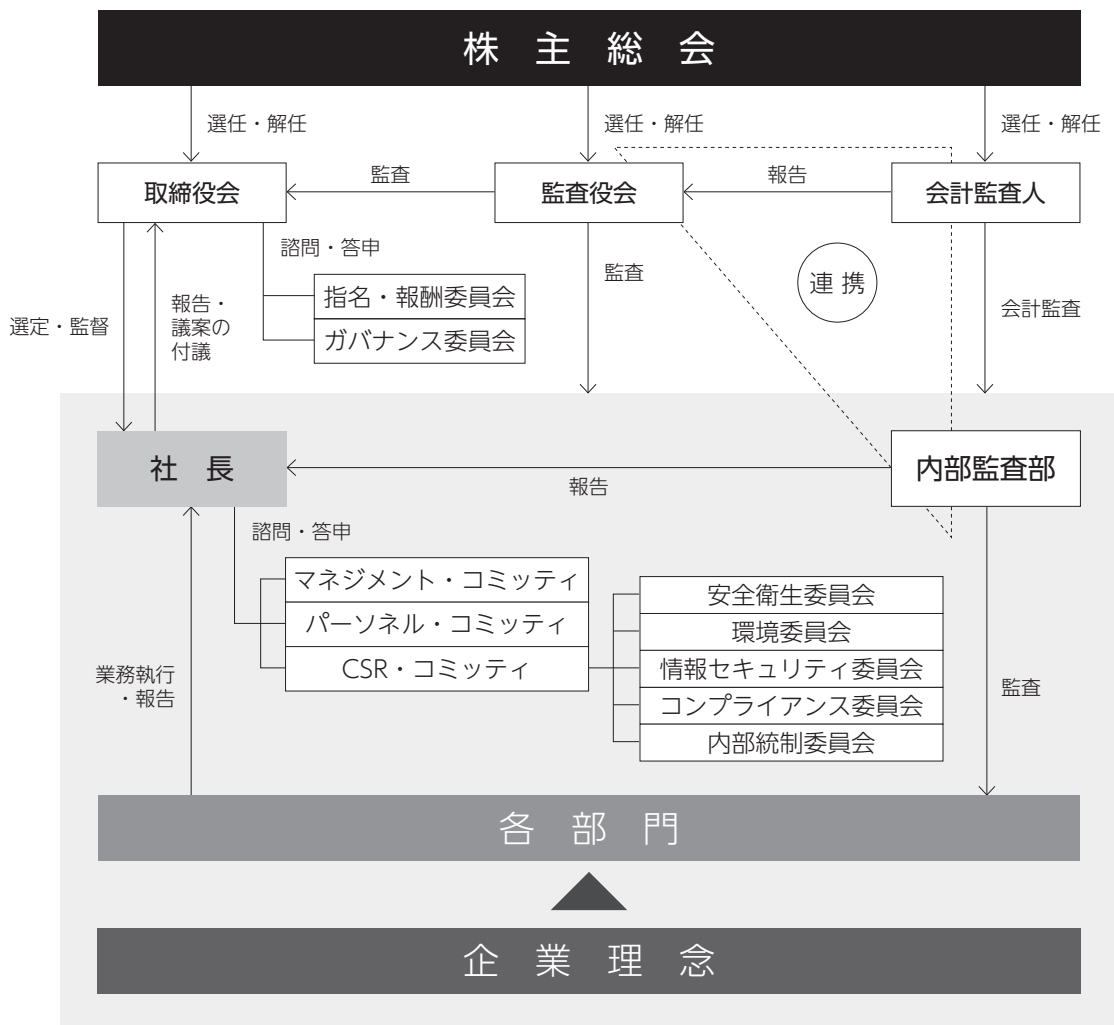 株主総会
選任・解任
選任・解任
選任・解任
取締役会
監査
監査役会
報告
会計監査人
諮問・答申
指名・報酬委員会
ガバナンス委員会
選定・監督
報告・
議案の
付議
監査
連携
会計監査
社長
報告
内部監査部
諮問・答申
マネジメント・コミッティ
パーソネル・コミッティ
CSR・コミッティ
安全衛生委員会
環境委員会
情報セキュリティ委員会
コンプライアンス委員会
内部統制委員会
業務執行
・報告
監査
各部門
企業理念